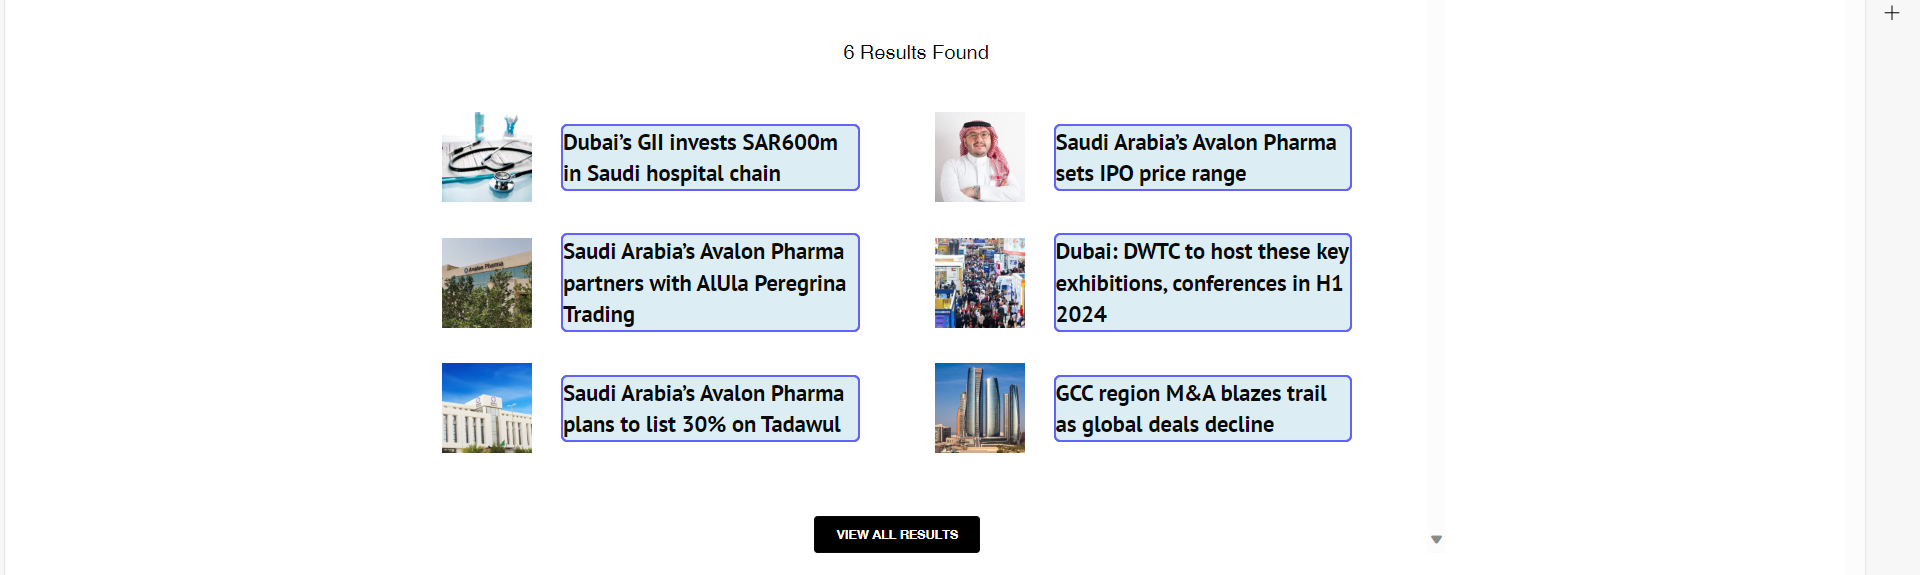 6 Results Found
Dubai’s GII invests SAR600m
in Saudi hospital chain
Saudi Arabia’s Avalon Pharma
sets IPO price range
Avalon Pharma
Saudi Arabia’s Avalon Pharma
partners with AlUla Peregrina
Trading
Dubai: DWTC to host these key
exhibitions, conferences in H1
2024
Saudi Arabia’s Avalon Pharma
plans to list 30% on Tadawul
GCC region M&A blazes trail
as global deals decline
VIEW ALL RESULTS